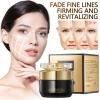 FADE FINE LINES
FIRMING AND
REVITALIZING